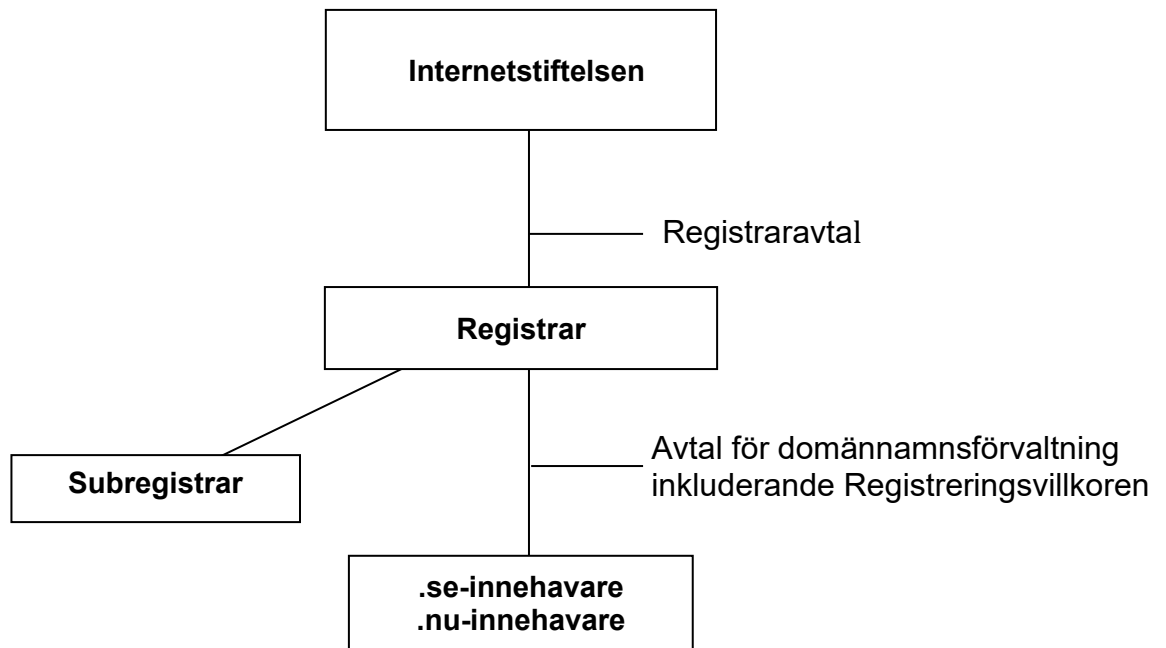 Internetstiftelsen
Registraravtal
Registrar
Avtal för domännamnsförvaltning
inkluderande Registreringsvillkoren
Subregistrar
.se-innehavare
.nu-innehavare